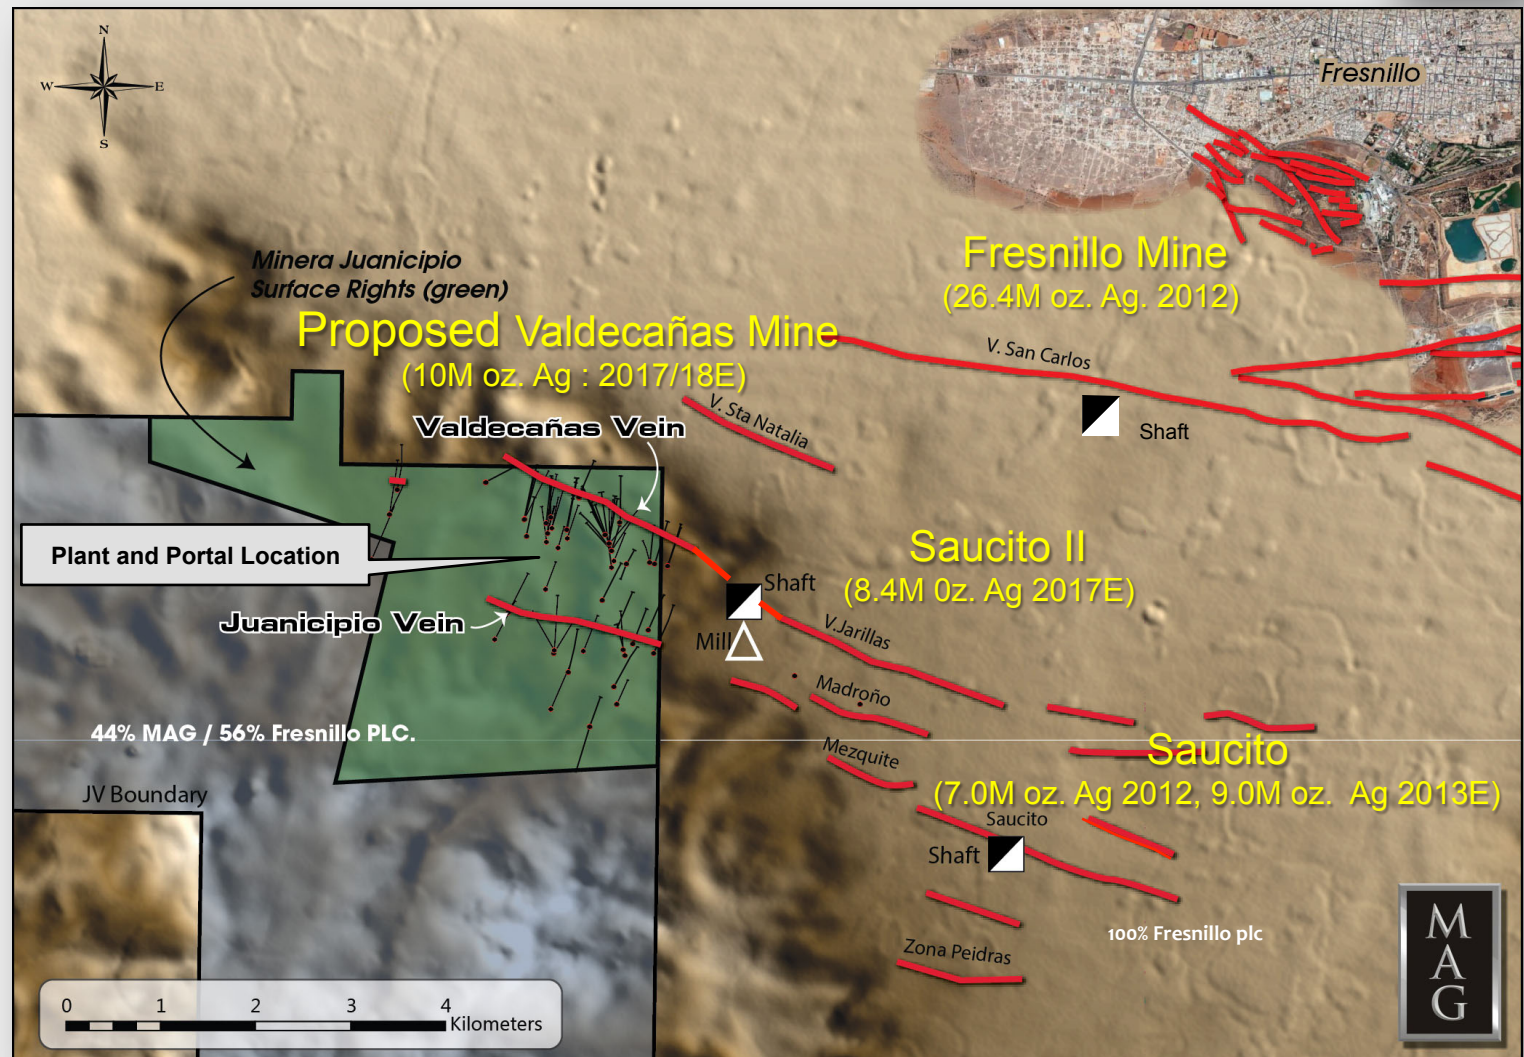 N
W
E
S
Fresnillo
Minera Juanicipio
Surface Rights (green)
Fresnillo Mine
(26.4M oz. Ag. 2012)
Proposed Valdecañas Mine
(10M oz. Ag : 2017/18E)
V. San Carlos
Shaft
V. Sta Natalia
Valdecañas Vein
Plant and Portal Location
Saucito II
(8.4M 0z. Ag 2017E)
Shaft
Juanicipio Vein
Mill
V.Jarillas
Madroño
44% MAG / 56% Fresnillo PLC.
Mezquite
Saucito
(7.0M oz. Ag 2012, 9.0M oz. Ag 2013E)
JV Boundary
Saucito
Shaft
100% Fresnillo plc
Zona Peidras
0 1 2 3 4
Kilometers
M
A
G